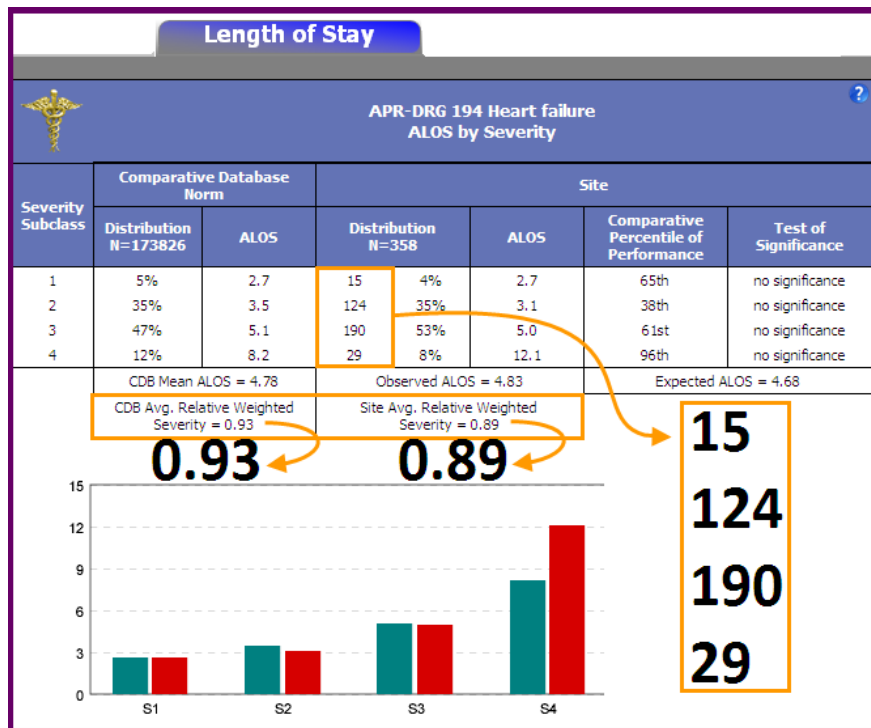 Length of Stay
?
APR-DRG 194 Heart failure
ALOS by Severity
Severity Subclass
Comparative Database Norm
Site
Distribution N=173826
ALOS
Distribution N=358
ALOS
Comparative Percentile of Performance
Test of Significance
1 5% 2.7 15 4% 2.7 65th no significance
2 35% 3.5 124 35% 3.1 38th no significance
3 47% 5.1 190 53% 5.0 61st no significance
4 12% 8.2 29 8% 12.1 96th no significance
CDB Mean ALOS = 4.78 Observed ALOS = 4.83 Expected ALOS = 4.68
CDB Avg. Relative Weighted
Severity = 0.93
Site Avg. Relative Weighted
Severity = 0.89
0.93 0.89
15
124
190
29
15
12
9
6
3
0
S1 S2 S3 S4